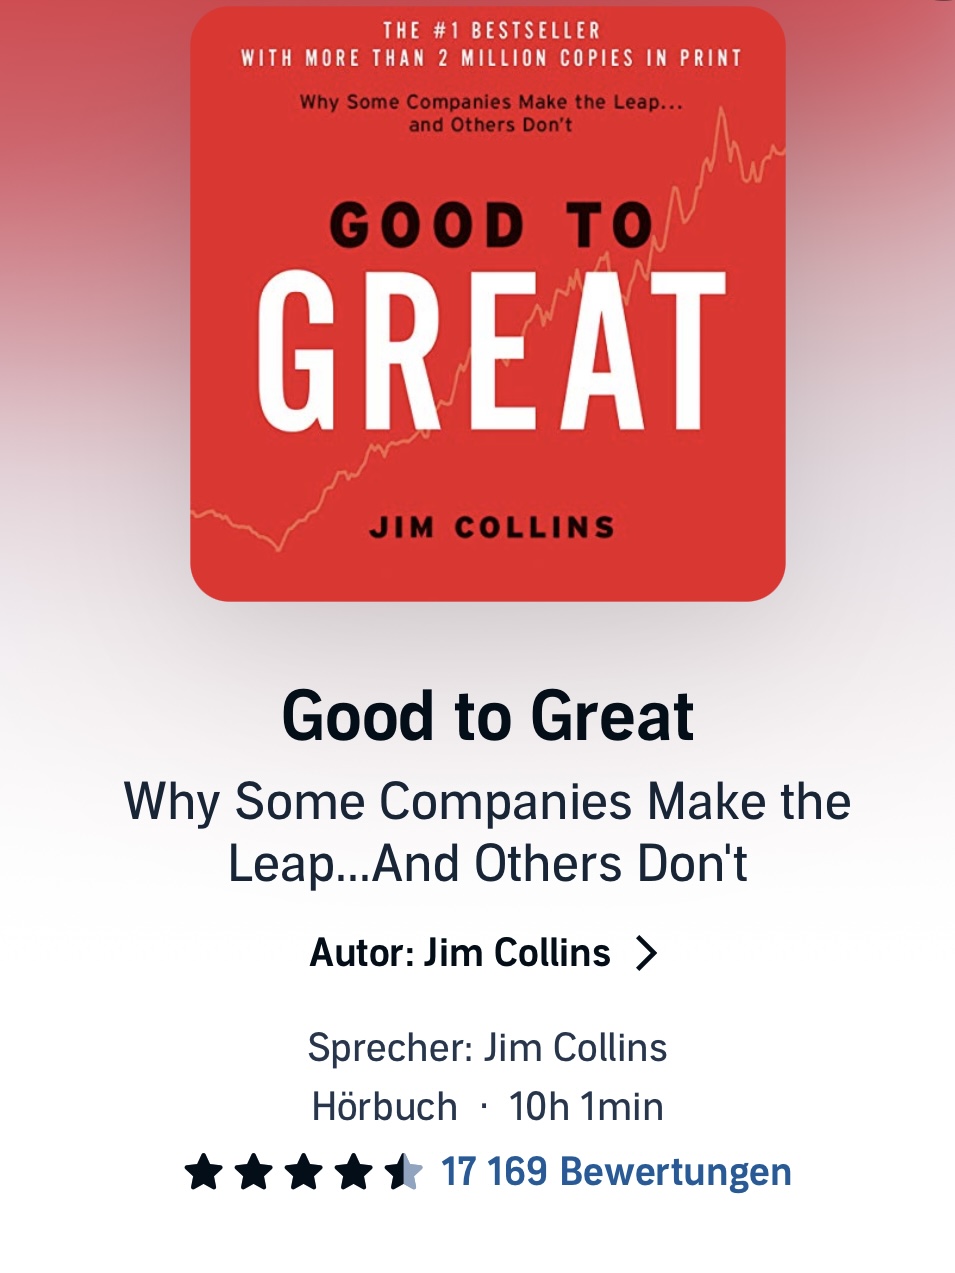 THE #1 BESTSELLER
WITH MORE THAN 2 MILLION COPIES IN PRINT
Why Some Companies Make the Leap...
and Others Don't
GOOD TO
GREAT
JIM COLLINS
Good to Great
Why Some Companies Make the
Leap...And Others Don't
Autor: Jim Collins
Sprecher: Jim Collins
Hörbuch · 10h 1min
17 169 Bewertungen